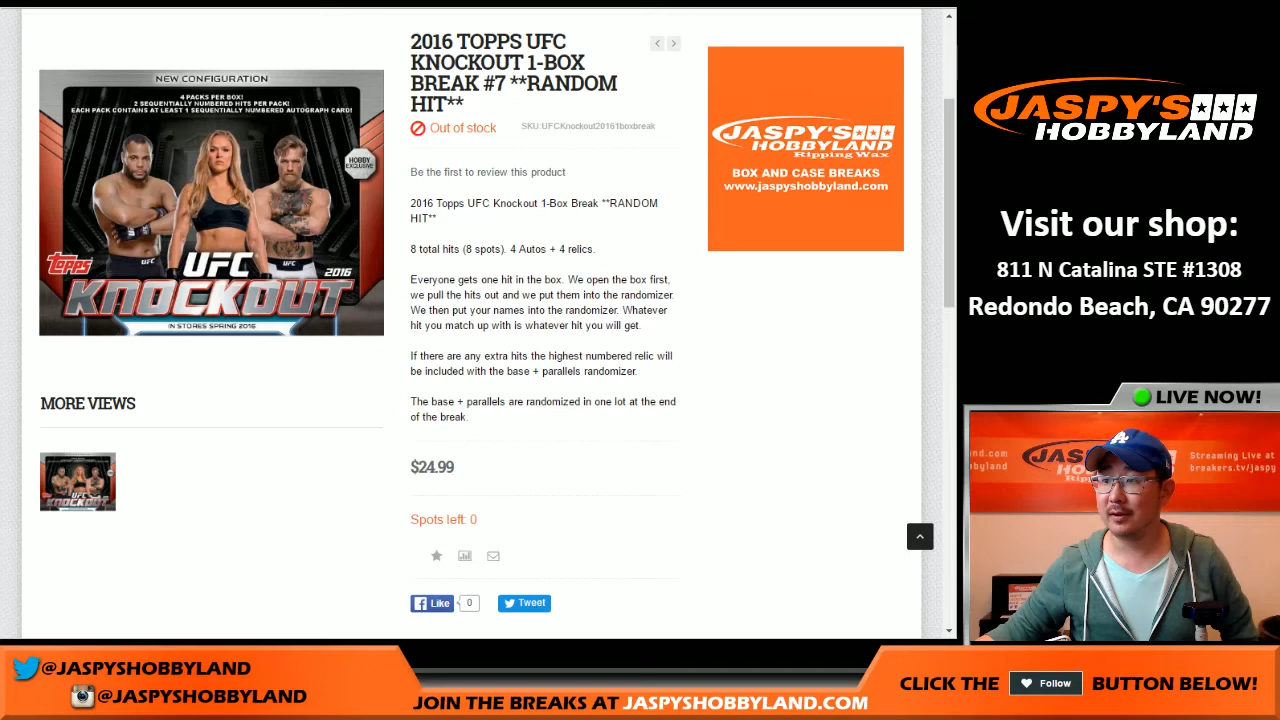 NEW CONFIGURATION
4 PACKS PER BOX!
2 SEQUENTIALLY NUMBERED HITS PER PACK!
EACH PACK CONTAINS AT LEAST 1 SEQUENTIALLY NUMBERED AUTOGRAPH CARD!
HOBBY
EXCLUSIVE
UFC
UFC
TOPPS
UFC
2016
KNOCKOUT
IN STORES SPRING 2016
MORE VIEWS
2016 TOPPS UFC
KNOCKOUT 1-BOX
BREAK #7 **RANDOM
HIT**
Out of stock
SKU:UFCKnockout20161boxbreak
Be the first to review this product
2016 Topps UFC Knockout 1-Box Break **RANDOM
HIT**
8 total hits (8 spots). 4 Autos + 4 relics.
Everyone gets one hit in the box. We open the box first,
we pull the hits out and we put them into the randomizer.
We then put your names into the randomizer. Whatever
hit you match up with is whatever hit you will get.
If there are any extra hits the highest numbered relic will
be included with the base + parallels randomizer.
The base + parallels are randomized in one lot at the end
of the break.
$24.99
Spots left: 0
Like
0
Tweet
JASPY'S
HOBBYLAND
Ripping Wax
BOX AND CASE BREAKS
www.jaspyshobbyland.com
JASPY'S
HOBBYLAND
Visit our shop:
811 N Catalina STE #1308
Redondo Beach, CA 90277
LIVE NOW!
Streaming Live at
breakers.tv/jaspy
@JASPYSHOBBYLAND
@JASPYSHOBBYLAND
JOIN THE BREAKS AT JASPYSHOBBYLAND.COM
CLICK THE
Follow
BUTTON BELOW!